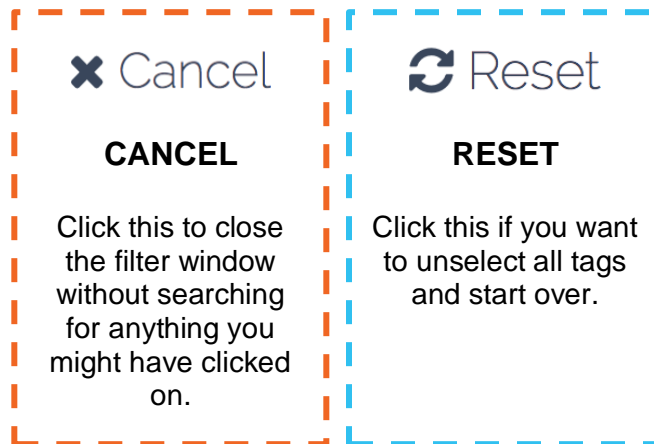 Cancel
CANCEL
Click this to close
the filter window
without searching
for anything you
might have clicked
on.
Reset
RESET
Click this if you want
to unselect all tags
and start over.